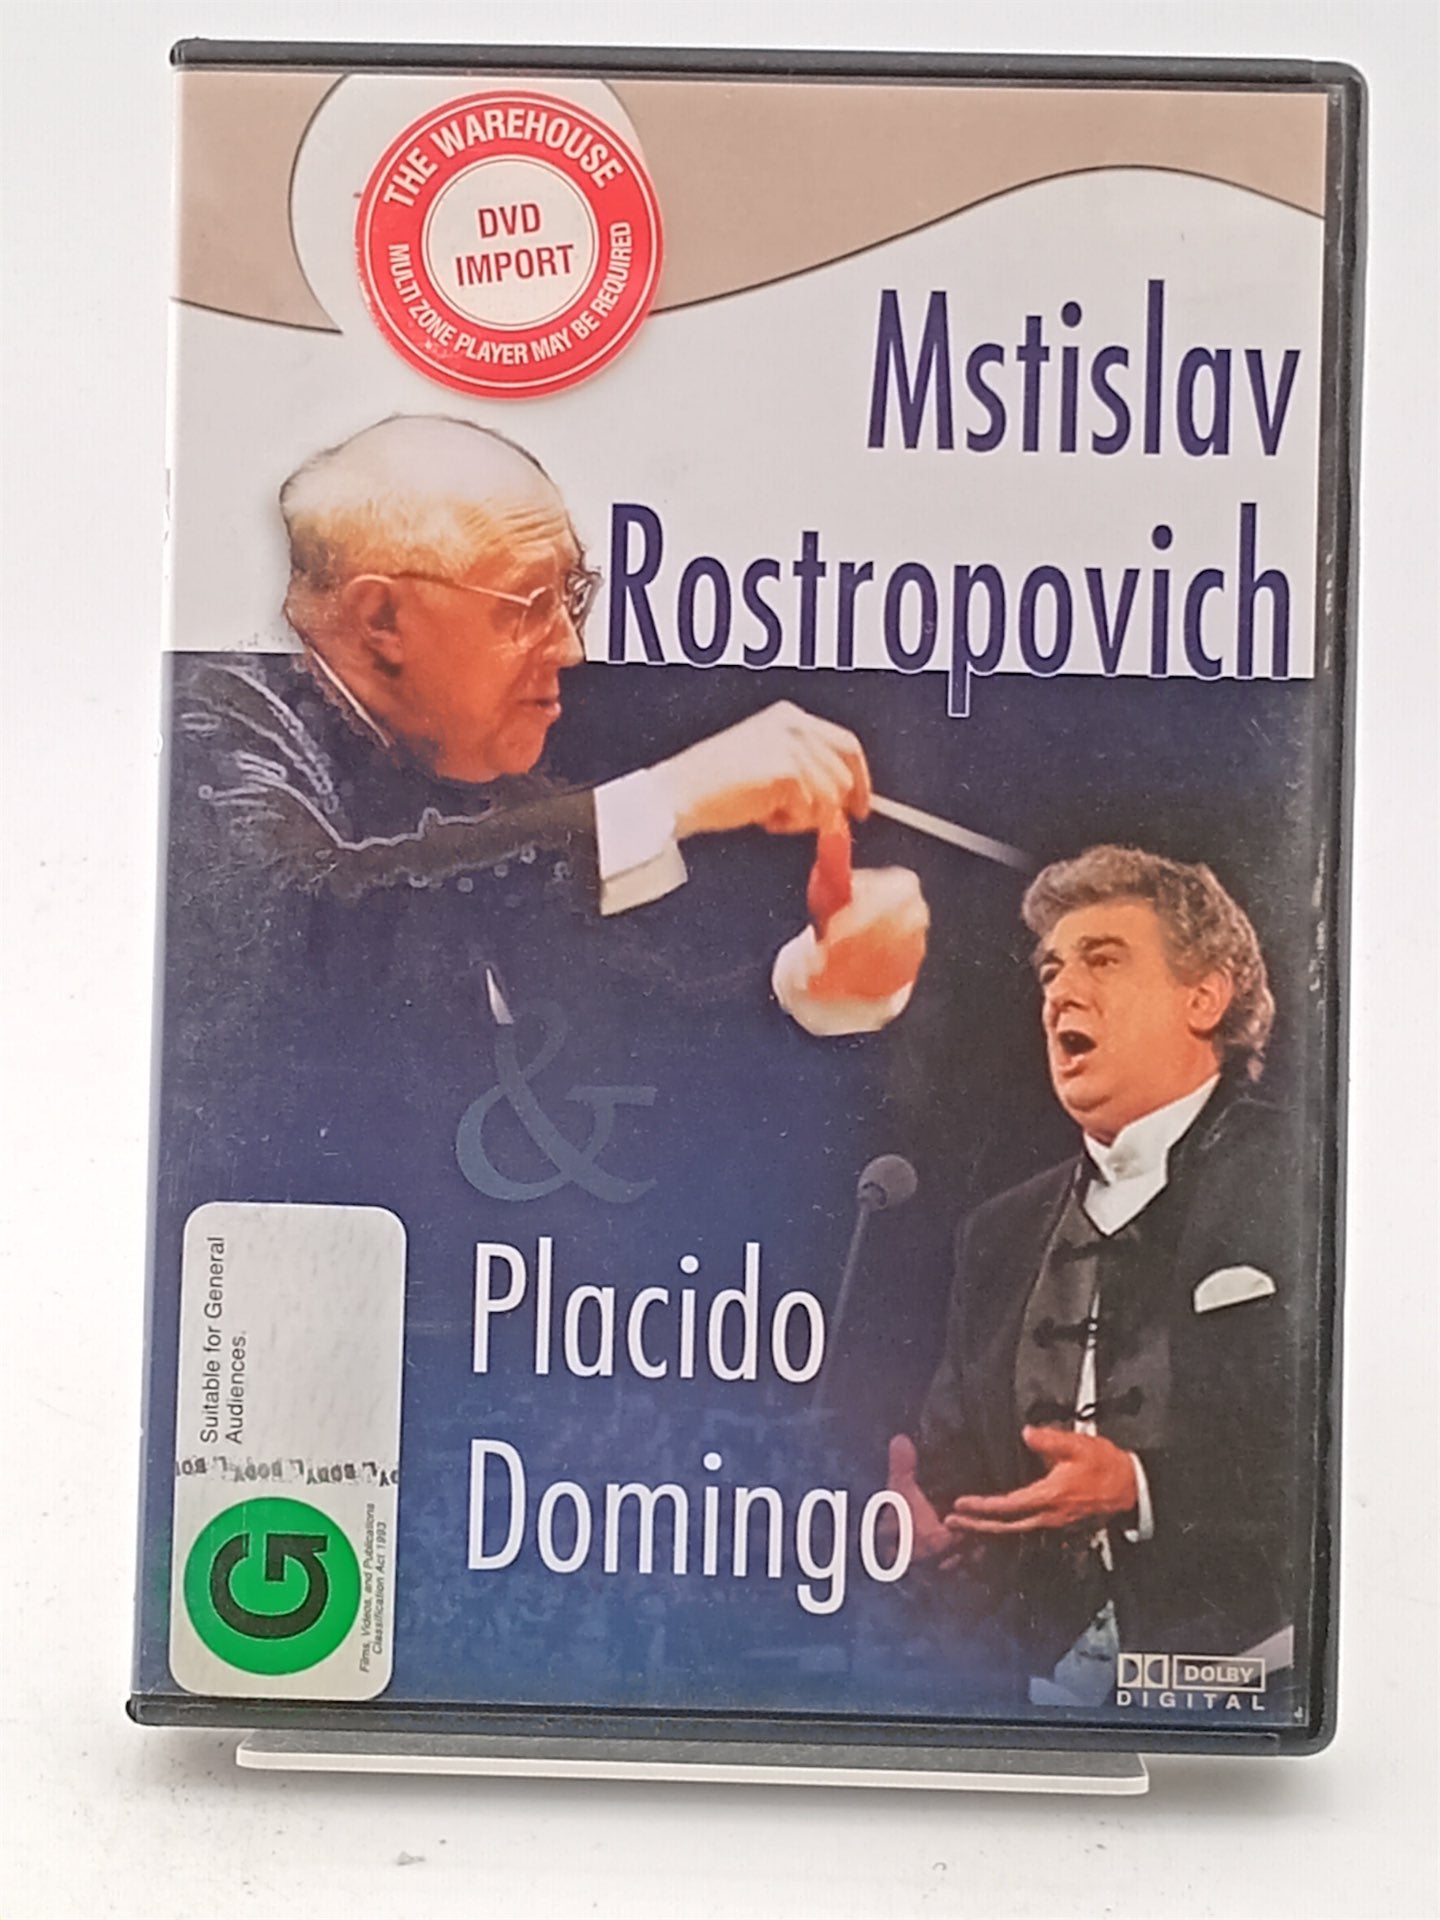 THE WAREHOUSE
DVD
IMPORT
MULTI ZONE PLAYER MAY BE REQUIRED
Mstislav
Rostropovich
&
Placido
Domingo
Suitable for General
Audiences.
G
Films, Videos, and Publications
Classification Act 1993
DOLBY
DIGITAL